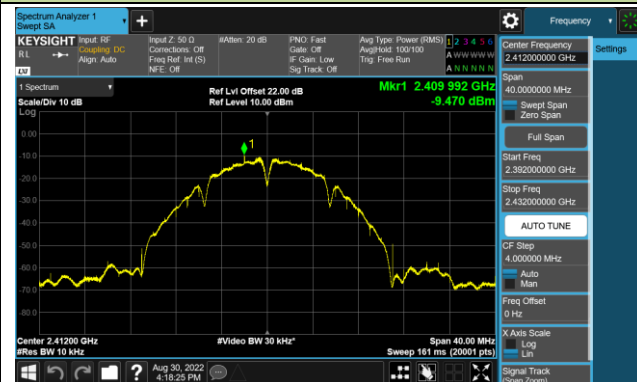 Spectrum Analyzer 1
Swept SA
Frequency
KEYSIGHT
RL
LXI
Input: RF
Coupling: DC
Align: Auto
Input Z: 50 Ω
Corrections: Off
Freq Ref: Int (S)
NFE: Off
#Atten: 20 dB
PNO: Fast
Gate: Off
IF Gain: Low
Sig Track: Off
Avg Type: Power (RMS)
Avg|Hold: 100/100
Trig: Free Run
1 2 3 4 5 6
A W W W W W
A N N N N N
1 Spectrum
Scale/Div 10 dB
Log
Ref Lvl Offset 22.00 dB
Ref Level 10.00 dBm
Mkr1 2.409 992 GHz
-9.470 dBm
1
0.00
-10.0
-20.0
-30.0
-40.0
-50.0
-60.0
-70.0
-80.0
Center 2.41200 GHz
#Res BW 10 kHz
#Video BW 30 kHz*
Span 40.00 MHz
Sweep 161 ms (20001 pts)
Aug 30, 2022
4:18:25 PM
Center Frequency
2.412000000 GHz
Settings
Span
40.0000000 MHz
Swept Span
Zero Span
Full Span
Start Freq
2.392000000 GHz
Stop Freq
2.432000000 GHz
AUTO TUNE
CF Step
4.000000 MHz
Auto
Man
Freq Offset
0 Hz
X Axis Scale
Log
Lin
Signal Track
(Span Zoom)